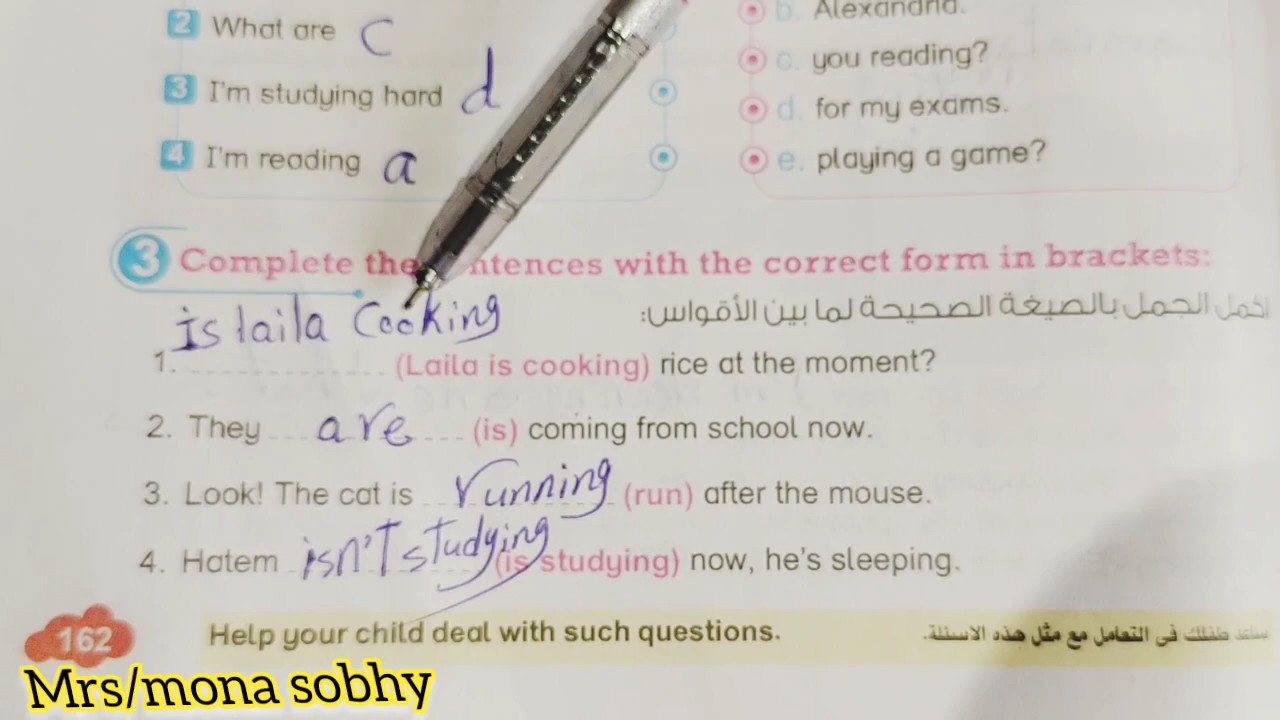 b. Alexandria.
2 What are c
c. you reading?
3 I'm studying hard d
d. for my exams.
4 I'm reading a
e. playing a game?
3 Complete the ntences with the correct form in brackets:
اكمل الجمل بالصيغة الصحيحة لما بين الأقواس:
is laila Cooking
1. (Laila is cooking) rice at the moment?
2. They are (is) coming from school now.
3. Look! The cat is running (run) after the mouse.
4. Hatem isn't studying (is studying) now, he's sleeping.
162 Help your child deal with such questions.
ساعد طفلك فى التعامل مع مثل هذه الاسئلة.
Mrs/mona sobhy